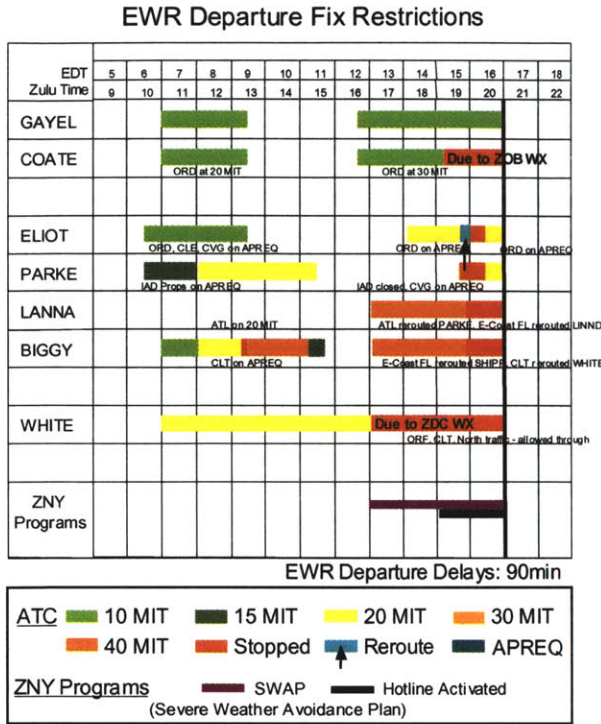 EWR Departure Fix Restrictions
EDT 5 6 7 8 9 10 11 12 13 14 15 16 17 18
Zulu Time 9 10 11 12 13 14 15 16 17 18 19 20 21 22
GAYEL
COATE Due to ZOB WX
ORD at 20 MIT ORD at 30 MIT
ELIOT
ORD, CLE, CVG on APREQ ORD on APREQ ORD on APREQ
PARKE
IAD Props on APREQ IAD closed, CVG on APREQ
LANNA
ATL on 20 MIT ATL rerouted PARKE, E-Coast FL rerouted LINND
BIGGY
CLT on APREQ E-Coast FL rerouted SHIPP, CLT rerouted WHITE
WHITE Due to ZDC WX
ORF, CLT, North traffic - allowed through
ZNY
Programs
EWR Departure Delays: 90min
ATC 10 MIT 15 MIT 20 MIT 30 MIT
40 MIT Stopped Reroute APREQ
ZNY Programs SWAP Hotline Activated
(Severe Weather Avoidance Plan)